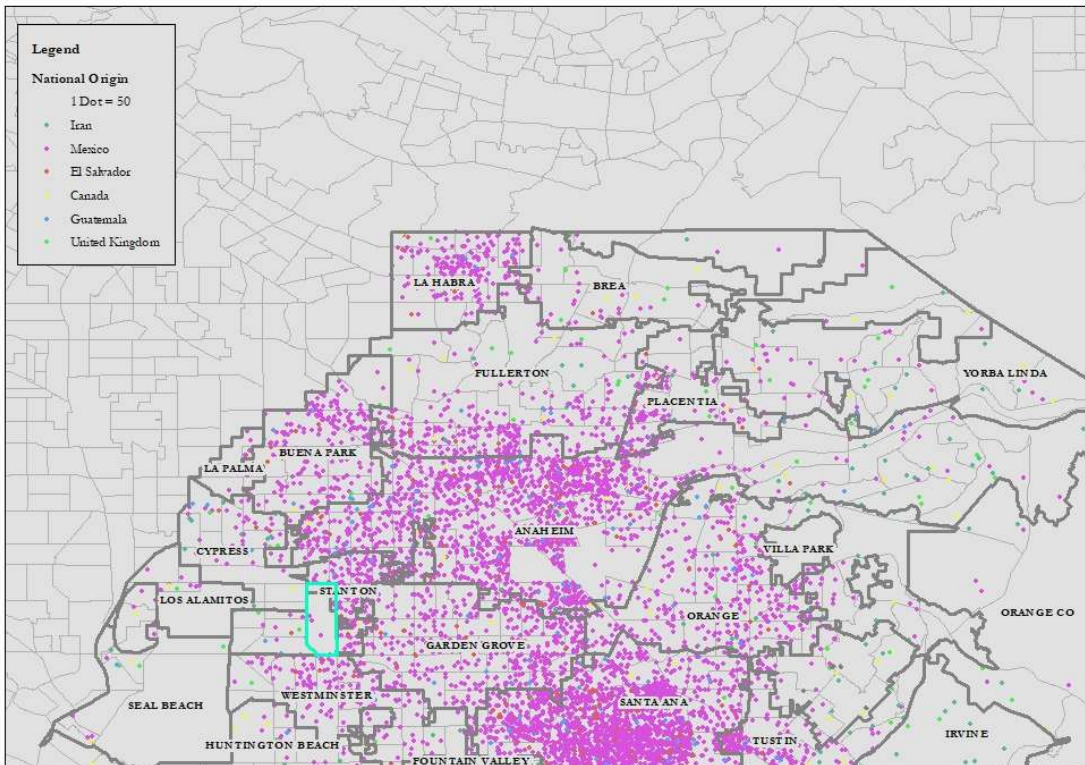 Legend
National Origin
1 Dot = 50
Iran
Mexico
El Salvador
Canada
Guatemala
United Kingdom
LA HABRA
BREA
FULLERTON
YORBA LINDA
PLACENTIA
BUENA PARK
LA PALMA
ANAHEIM
CYPRESS
VILLA PARK
STANTON
LOS ALAMITOS
ORANGE CO
ORANGE
GARDEN GROVE
WESTMINSTER
SANTA ANA
SEAL BEACH
IRVINE
TUSTIN
HUNTINGTON BEACH
FOUNTAIN VALLEY